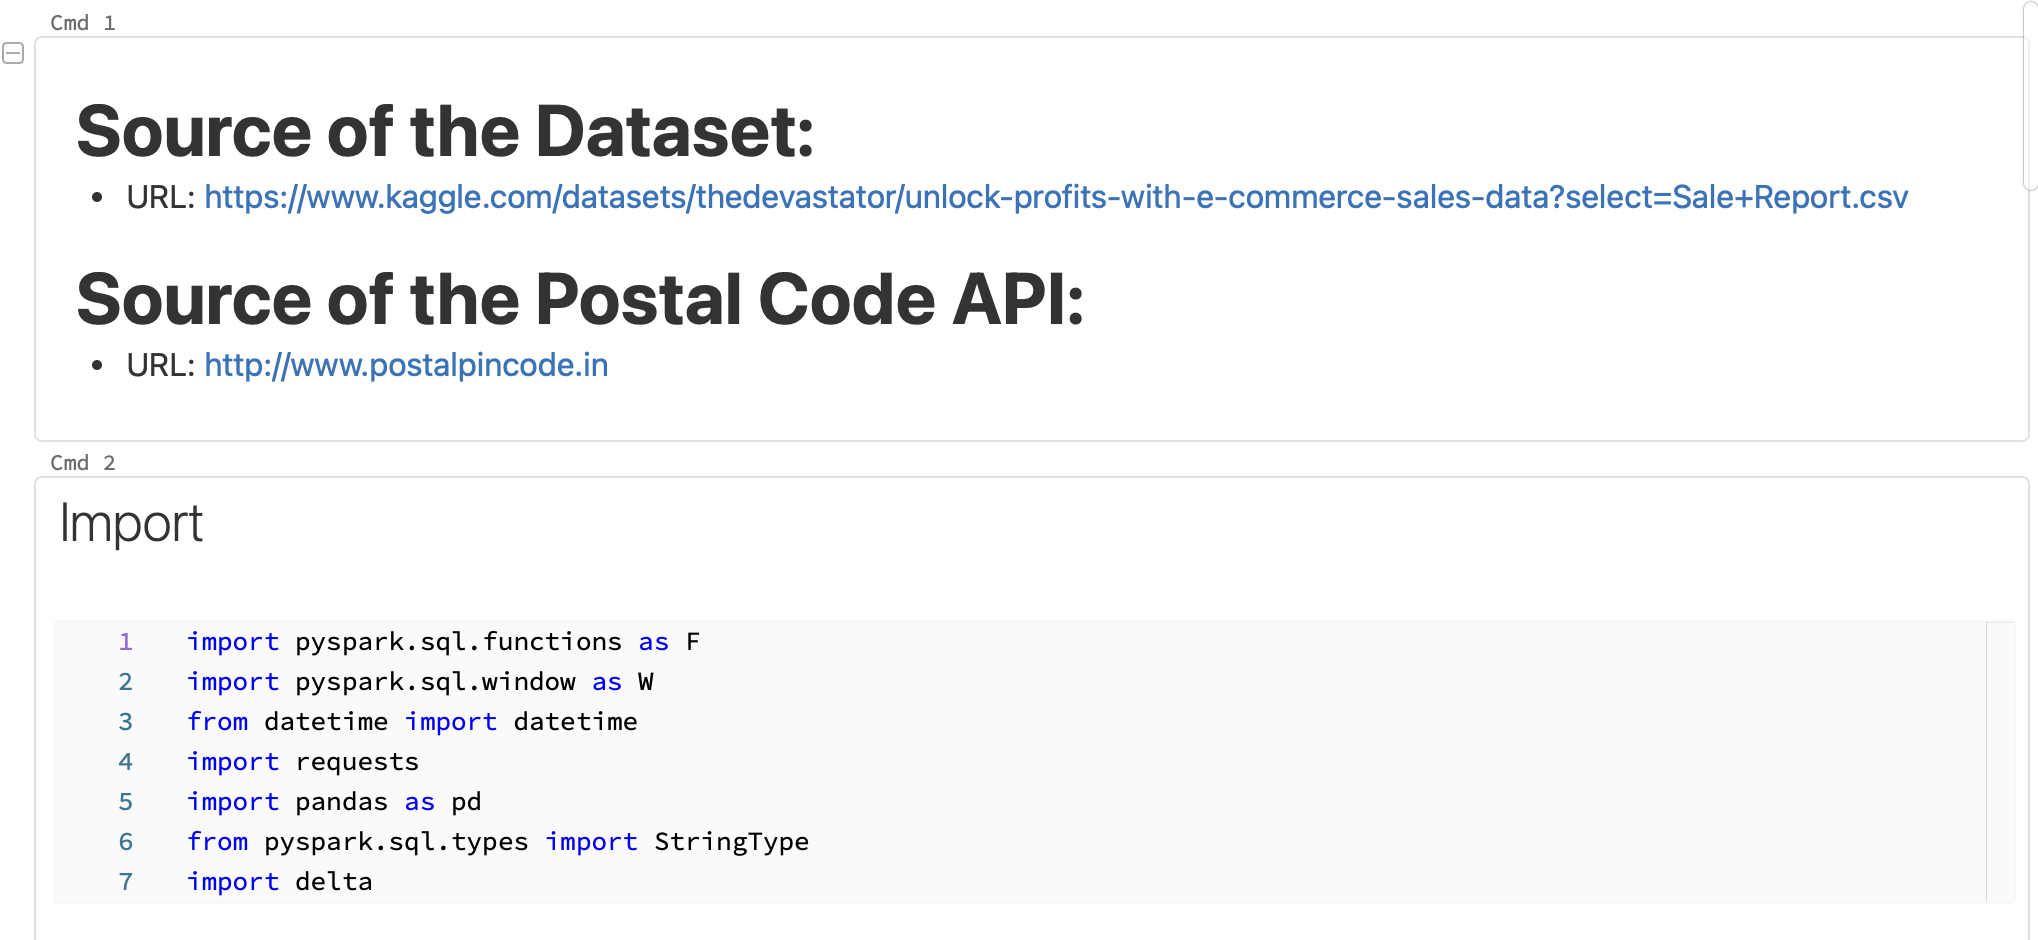 Cmd 1
Source of the Dataset:
• URL: https://www.kaggle.com/datasets/thedevastator/unlock-profits-with-e-commerce-sales-data?select=Sale+Report.csv
Source of the Postal Code API:
• URL: http://www.postalpincode.in
Cmd 2
Import
1 import pyspark.sql.functions as F
2 import pyspark.sql.window as W
3 from datetime import datetime
4 import requests
5 import pandas as pd
6 from pyspark.sql.types import StringType
7 import delta